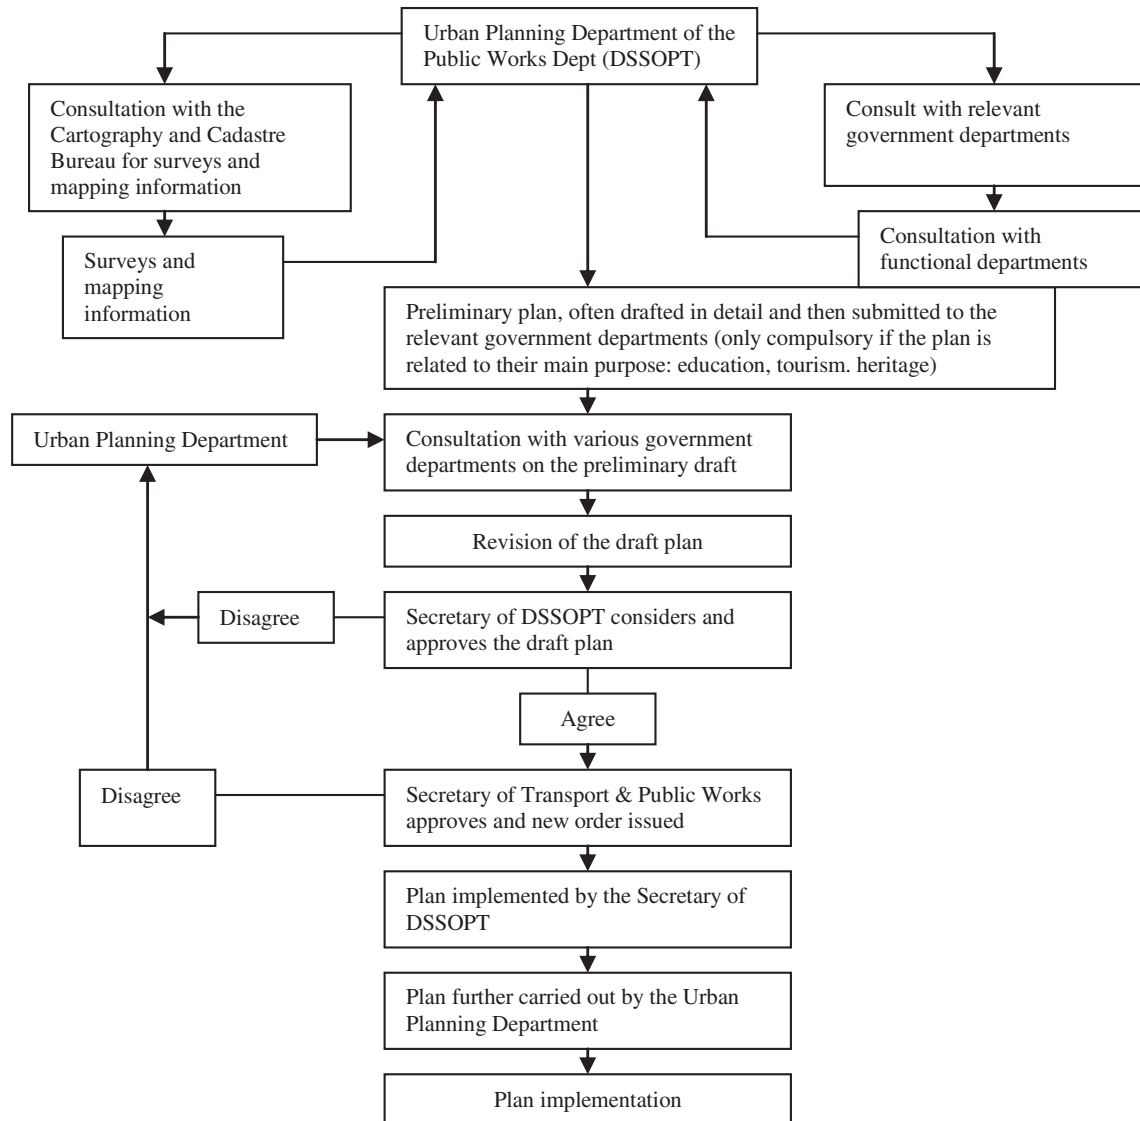 Urban Planning Department of the
Public Works Dept (DSSOPT)
Consultation with the
Cartography and Cadastre
Bureau for surveys and
mapping information
Consult with relevant
government departments
Surveys and
mapping
information
Consultation with
functional departments
Preliminary plan, often drafted in detail and then submitted to the
relevant government departments (only compulsory if the plan is
related to their main purpose: education, tourism. heritage)
Urban Planning Department
Consultation with various government
departments on the preliminary draft
Revision of the draft plan
Disagree
Secretary of DSSOPT considers and
approves the draft plan
Agree
Disagree
Secretary of Transport & Public Works
approves and new order issued
Plan implemented by the Secretary of
DSSOPT
Plan further carried out by the Urban
Planning Department
Plan implementation